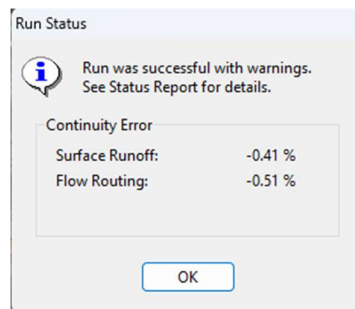 Run Status
Run was successful with warnings.
See Status Report for details.
Continuity Error
Surface Runoff: -0.41 %
Flow Routing: -0.51 %
OK